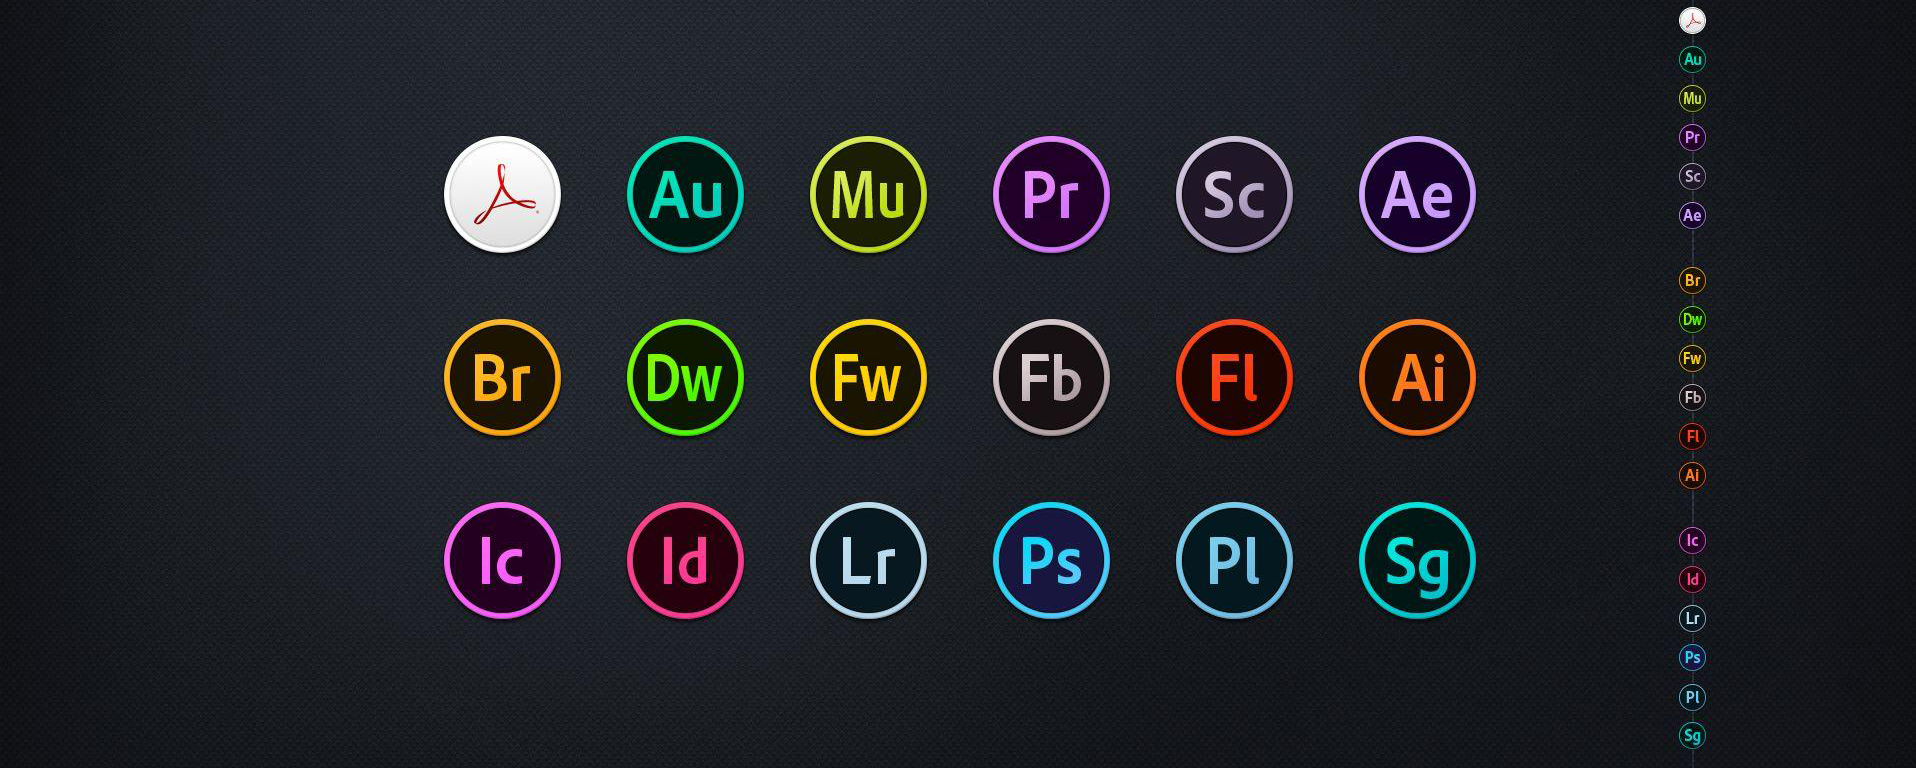 Au Mu Pr Sc Ae
Br Dw Fw Fb Fl Ai
Ic Id Lr Ps Pl Sg
Au
Mu
Pr
Sc
Ae
Br
Dw
Fw
Fb
Fl
Ai
Ic
Id
Lr
Ps
Pl
Sg